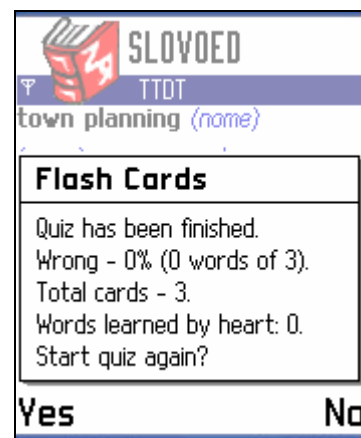 SLOVOED
TTDT
town planning (nome)
Flash Cards
Quiz has been finished.
Wrong - 0% (0 words of 3).
Total cards - 3.
Words learned by heart: 0.
Start quiz again?
Yes No